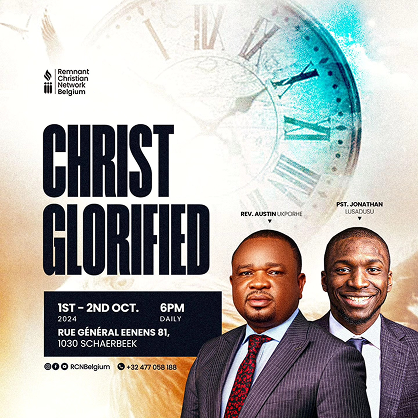 Remnant
Christian
Network
Belgium
CHRIST
GLORIFIED
REV. AUSTIN UKPORHE
PST. JONATHAN
LUSADUSU
1ST - 2ND OCT. 6PM
2024 DAILY
RUE GÉNÉRAL EENENS 81,
1030 SCHAERBEEK
RCNBelgium +32 477 058 188